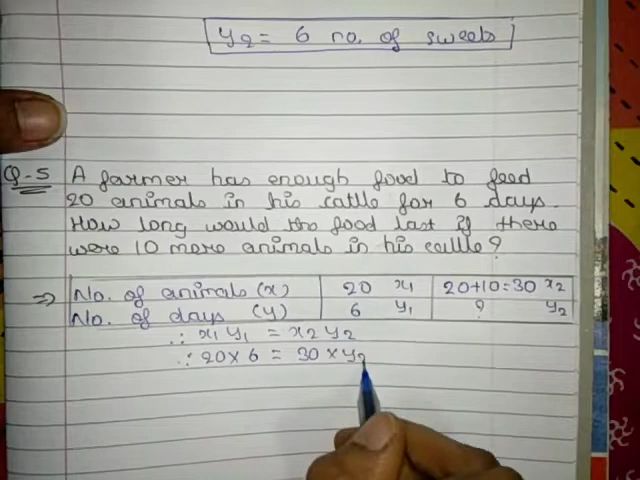 y₂ = 6 no. of sweets
Q-5 A farmer has enough food to feed
20 animals in his cattle for 6 days.
How long would the food last if there
were 10 more animals in his cattle?
⇒ No. of animals (x) 20 x₁ 20+10=30 x₂
No. of days (y) 6 y₁ ? y₂
∴ x₁ y₁ = x₂ y₂
∴ 20 × 6 = 30 × y₂